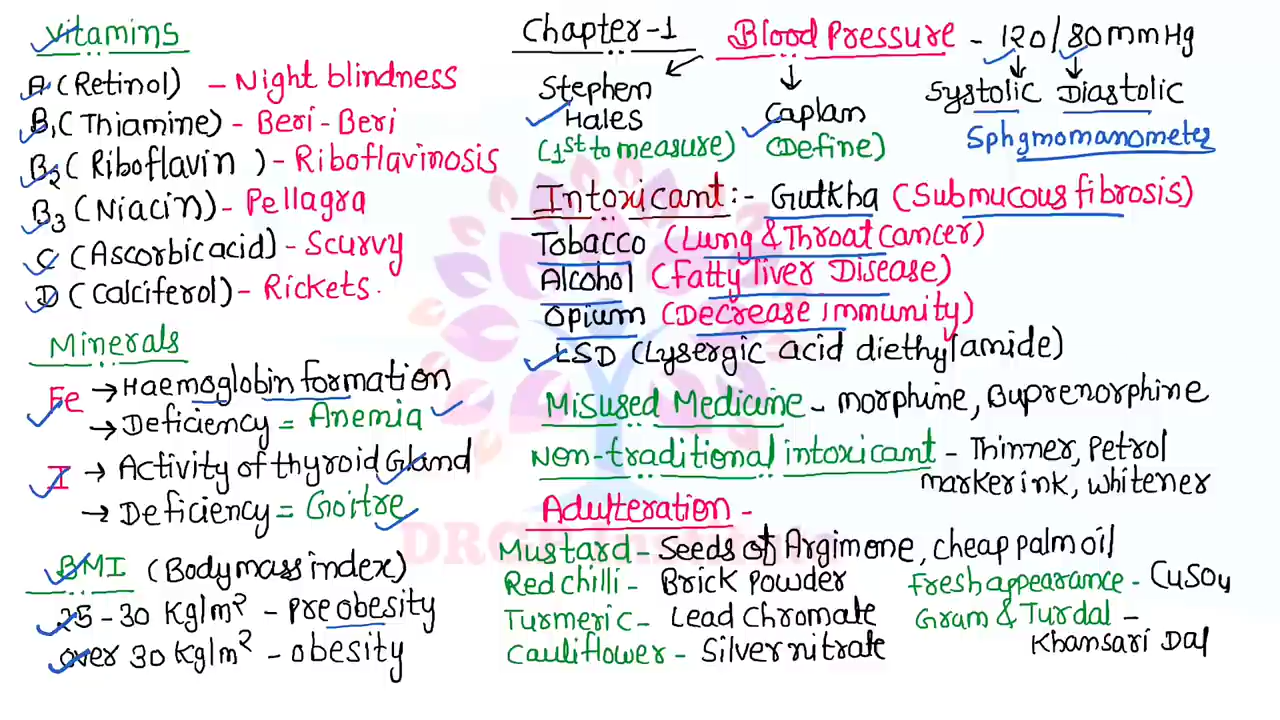 Vitamins
A (Retinol) - Night blindness
B1 (Thiamine) - Beri-Beri
B2 (Riboflavin) - Riboflavinosis
B3 (Niacin) - Pellagra
C (Ascorbic acid) - Scurvy
D (Calciferol) - Rickets.
Minerals
Fe → Haemoglobin formation
→ Deficiency = Anemia
I → Activity of thyroid Gland
→ Deficiency = Goitre
BMI (Body mass index)
25-30 Kg/m² - pre obesity
over 30 Kg/m² - obesity
Chapter-1
Blood Pressure - 120/80 mmHg
Stephen Hales
(1st to measure)
Caplan
(Define)
Systolic Diastolic
Sphgmomanometer
Intoxicant :- Gutkha (Submucous fibrosis)
Tobacco (Lung & Throat cancer)
Alcohol (Fatty liver Disease)
Opium (Decrease immunity)
LSD (Lysergic acid diethylamide)
Misused Medicine - morphine, Buprenorphine
Non-traditional intoxicant - Thinner, Petrol
marker ink, whitener
Adulteration -
Mustard - Seeds of Argimone, cheap palm oil
Red chilli - Brick Powder
Turmeric - Lead Chromate
Cauliflower - Silver nitrate
Fresh appearance - CuSO4
Gram & Turdal -
Khansari Dal